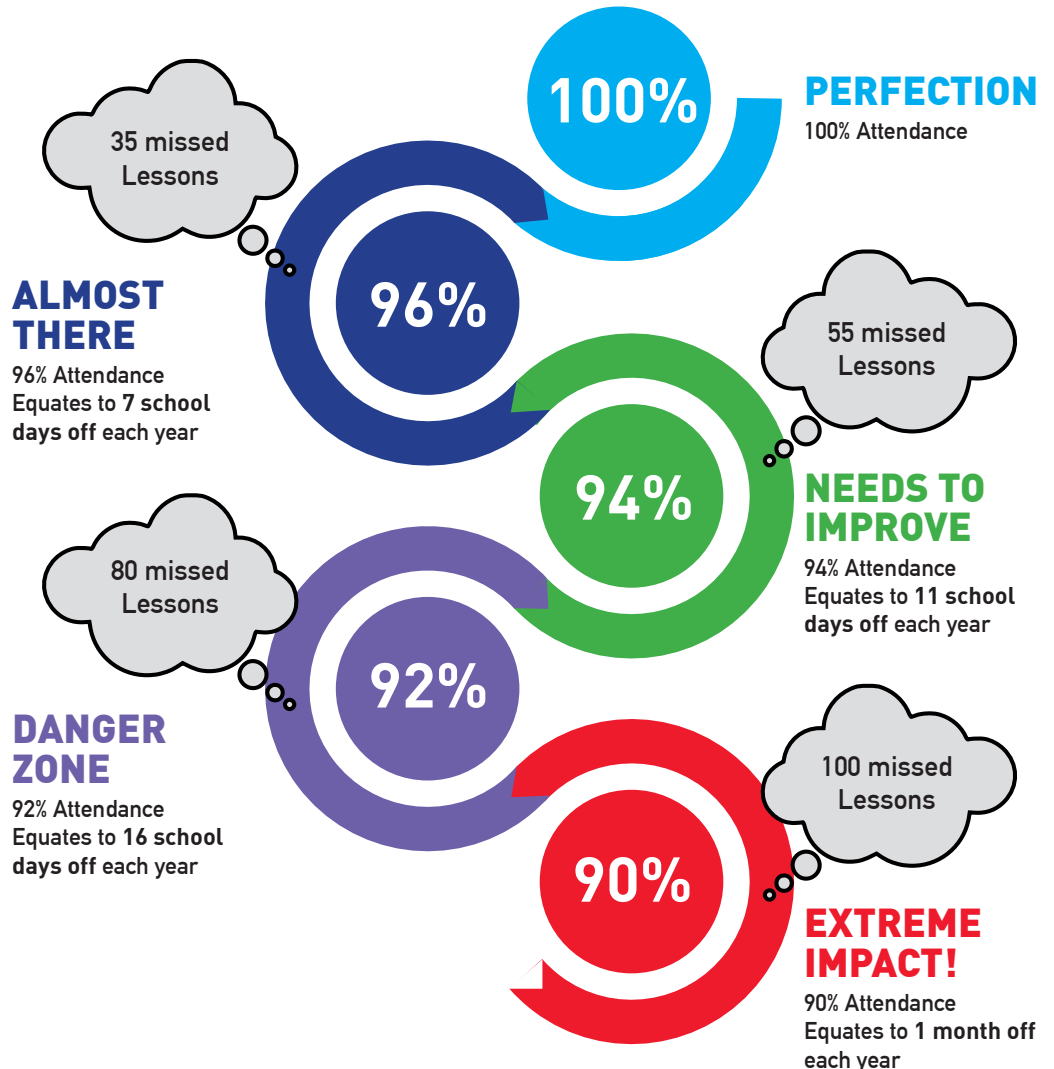 100%
PERFECTION
100% Attendance
35 missed
Lessons
96%
ALMOST
THERE
96% Attendance
Equates to 7 school
days off each year
55 missed
Lessons
94%
NEEDS TO
IMPROVE
94% Attendance
Equates to 11 school
days off each year
80 missed
Lessons
92%
DANGER
ZONE
92% Attendance
Equates to 16 school
days off each year
100 missed
Lessons
90%
EXTREME
IMPACT!
90% Attendance
Equates to 1 month off
each year